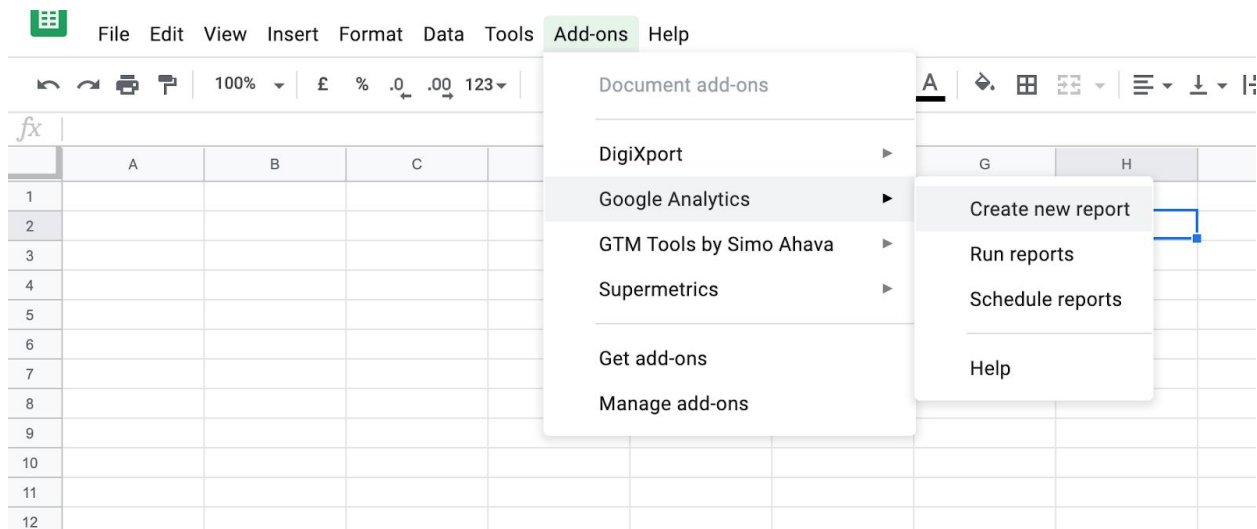 File Edit View Insert Format Data Tools Add-ons Help
100% £ % .0 .00 123 A
Document add-ons
fx
DigiXport
A B C G H
Google Analytics
Create new report
GTM Tools by Simo Ahava
Run reports
Supermetrics
Schedule reports
Get add-ons
Help
Manage add-ons
1
2
3
4
5
6
7
8
9
10
11
12